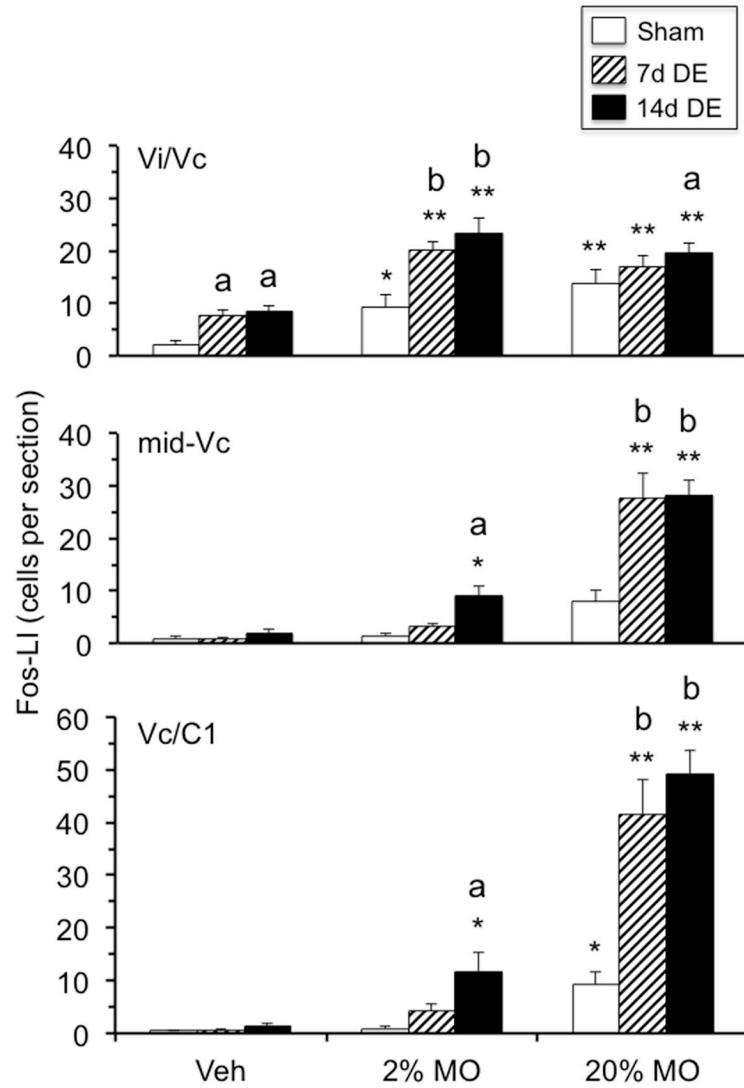 Sham
7d DE
14d DE
Vi/Vc
40
30
20
10
0
a
a
*
b
**
b
**
**
**
a
**
mid-Vc
40
30
20
10
0
a
*
b
**
b
**
Fos-LI (cells per section)
Vc/C1
60
50
40
30
20
10
0
a
*
*
b
**
b
**
Veh
2% MO
20% MO